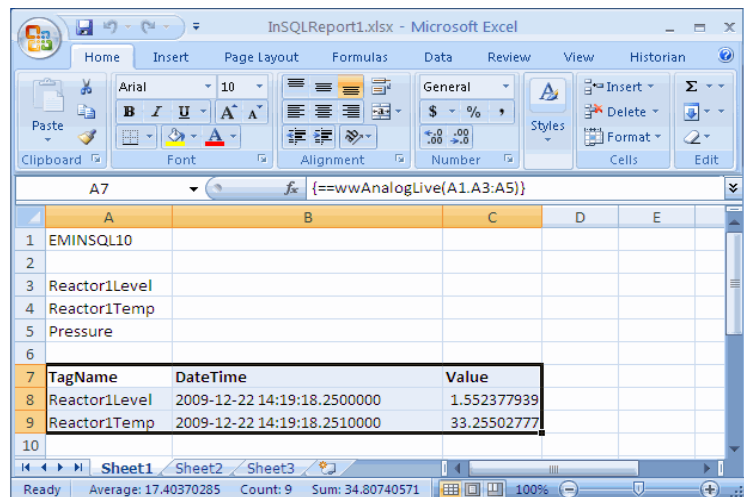 InSQLReport1.xlsx - Microsoft Excel
Home Insert Page Layout Formulas Data Review View Historian
Paste
Arial 10
B I U A A
A
General
$ % ,
.0 .00 .00 .0
A
Styles
Insert
Delete
Format
Σ
Clipboard Font Alignment Number Cells Edit
A7 fx {==wwAnalogLive(A1.A3:A5)}
A B C D E
1 EMINSQL10
2
3 Reactor1Level
4 Reactor1Temp
5 Pressure
6
7 TagName DateTime Value
8 Reactor1Level 2009-12-22 14:19:18.2500000 1.552377939
9 Reactor1Temp 2009-12-22 14:19:18.2510000 33.25502777
10
Sheet1 Sheet2 Sheet3
Ready Average: 17.40370285 Count: 9 Sum: 34.80740571 100%